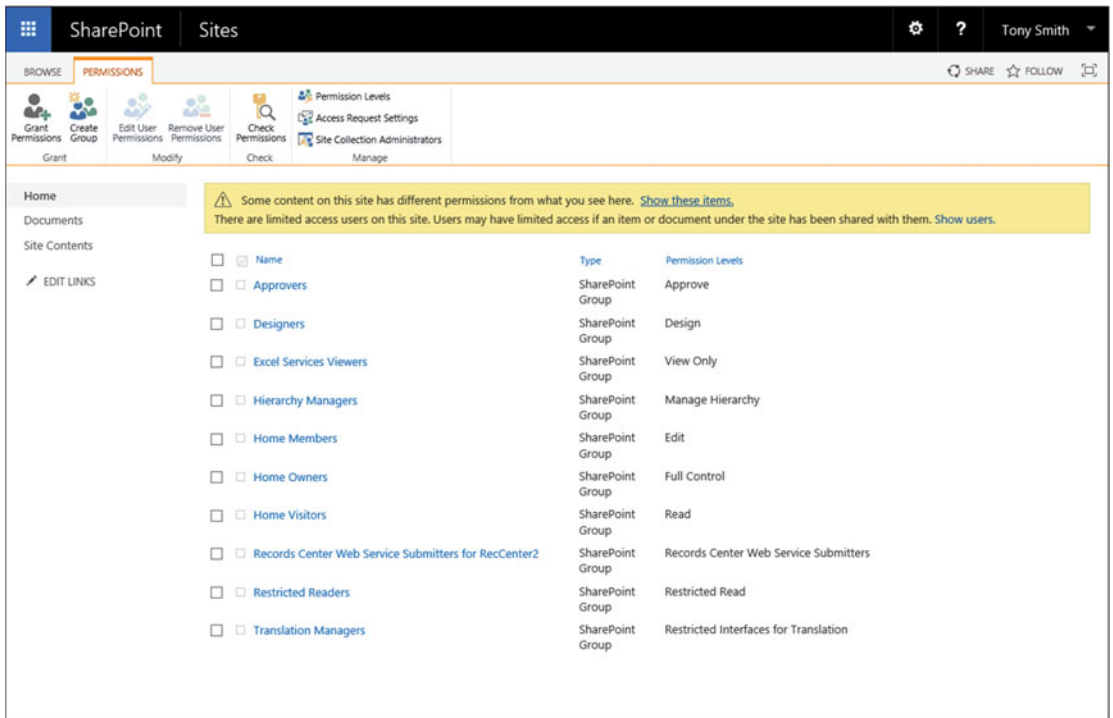 SharePoint Sites ? Tony Smith
BROWSE PERMISSIONS SHARE FOLLOW
Grant Permissions
Create Group
Grant
Edit User Permissions
Remove User Permissions
Modify
Check Permissions
Check
Permission Levels
Access Request Settings
Site Collection Administrators
Manage
Home
Documents
Site Contents
EDIT LINKS
Some content on this site has different permissions from what you see here. Show these items.
There are limited access users on this site. Users may have limited access if an item or document under the site has been shared with them. Show users.
Name Type Permission Levels
Approvers SharePoint Group Approve
Designers SharePoint Group Design
Excel Services Viewers SharePoint Group View Only
Hierarchy Managers SharePoint Group Manage Hierarchy
Home Members SharePoint Group Edit
Home Owners SharePoint Group Full Control
Home Visitors SharePoint Group Read
Records Center Web Service Submitters for RecCenter2 SharePoint Group Records Center Web Service Submitters
Restricted Readers SharePoint Group Restricted Read
Translation Managers SharePoint Group Restricted Interfaces for Translation